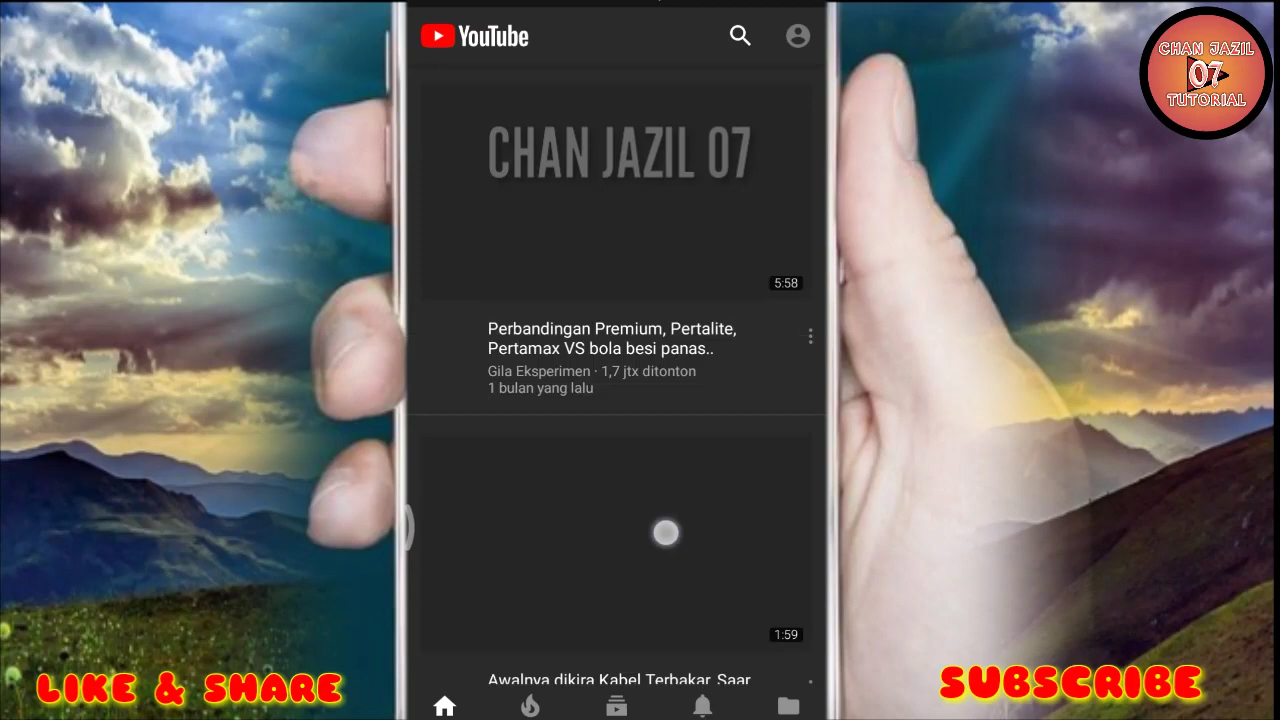 YouTube
CHAN JAZIL
07
TUTORIAL
CHAN JAZIL 07
5:58
Perbandingan Premium, Pertalite,
Pertamax VS bola besi panas..
Gila Eksperimen · 1,7 jtx ditonton
1 bulan yang lalu
1:59
Awalnya dikira Kabel Terbakar, Saar
LIKE & SHARE
SUBSCRIBE